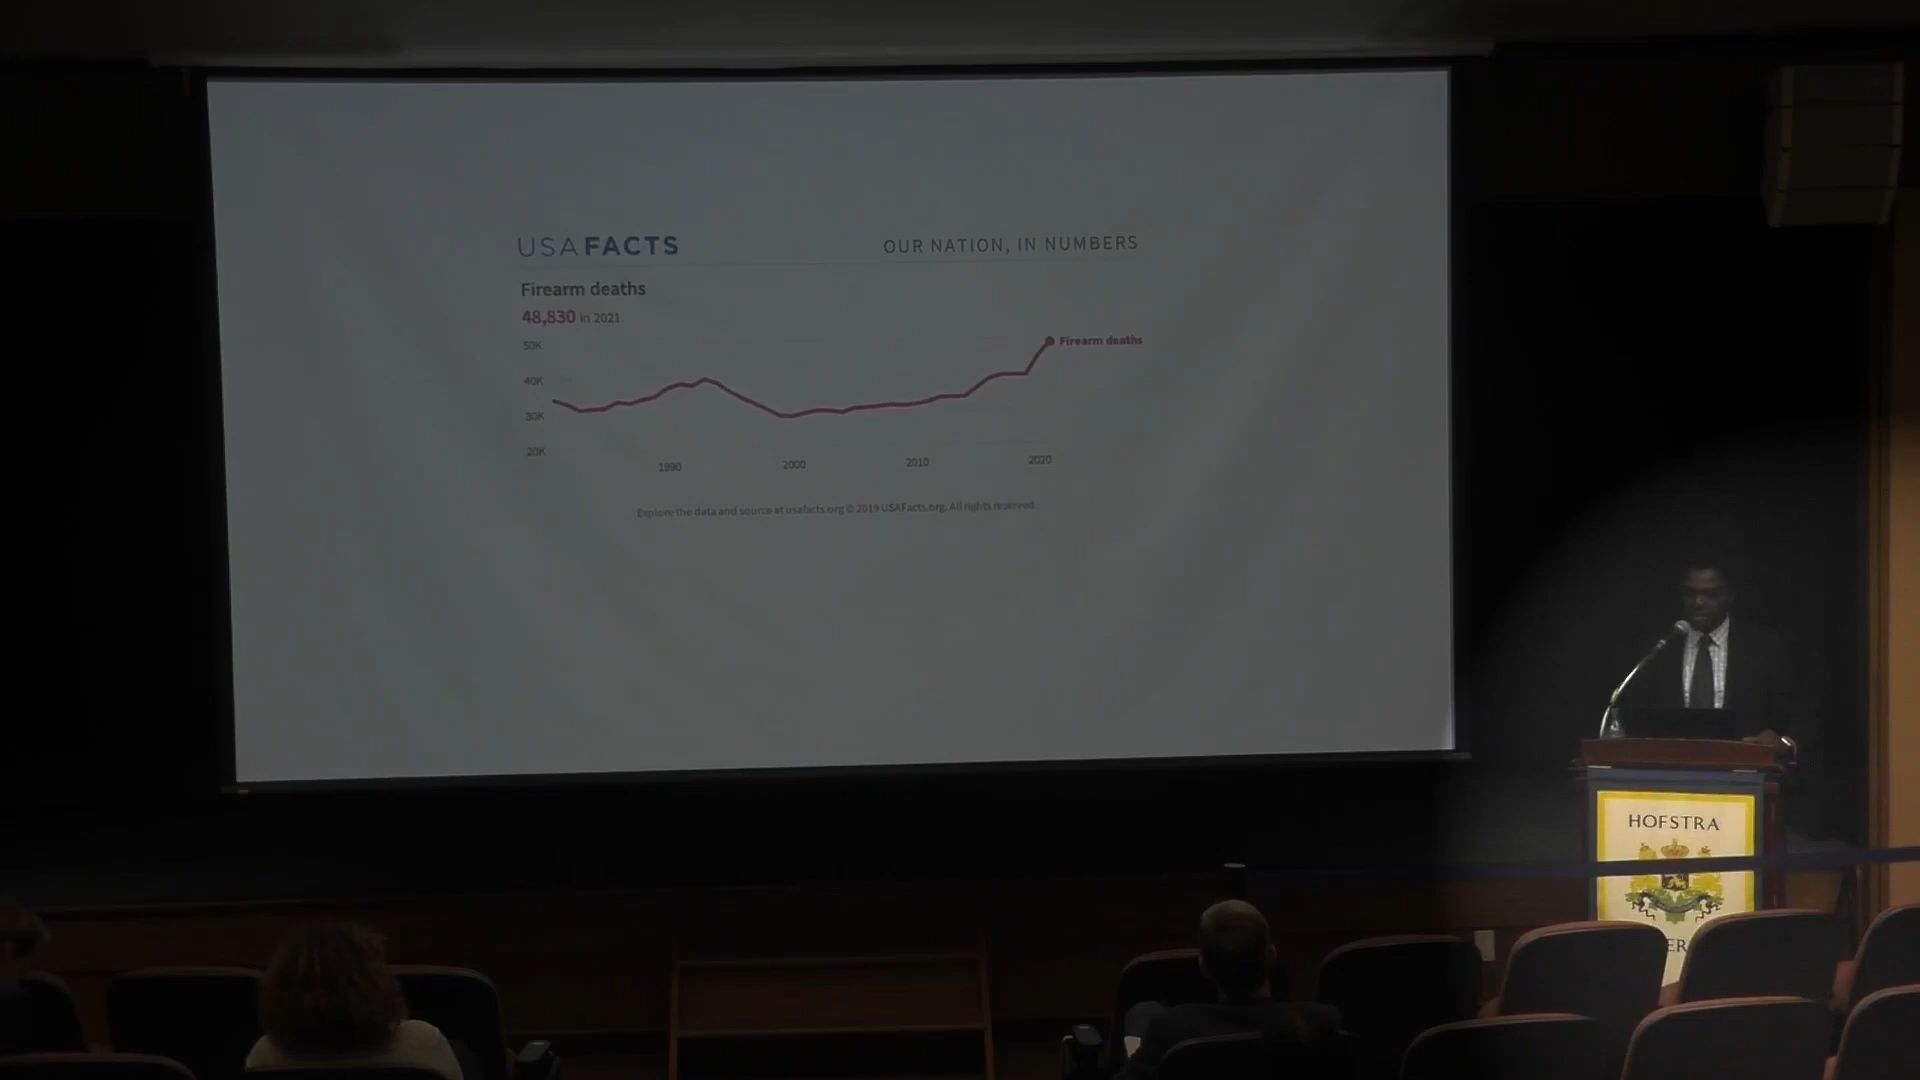 USAFACTS
OUR NATION, IN NUMBERS
Firearm deaths
48,830 in 2021
50K
Firearm deaths
40K
30K
20K
1990
2000
2010
2020
Explore the data and source at usafacts.org © 2019 USAFacts.org. All rights reserved
HOFSTRA
ER